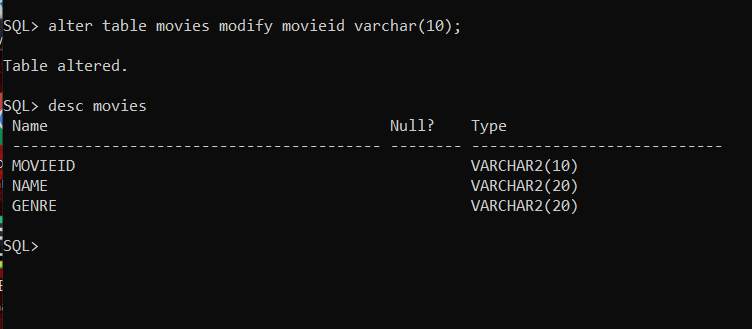 SQL> alter table movies modify movieid varchar(10);
Table altered.
SQL> desc movies
Name Null? Type
----------------------------------------- -------- ----------------------------
MOVIEID VARCHAR2(10)
NAME VARCHAR2(20)
GENRE VARCHAR2(20)
SQL>